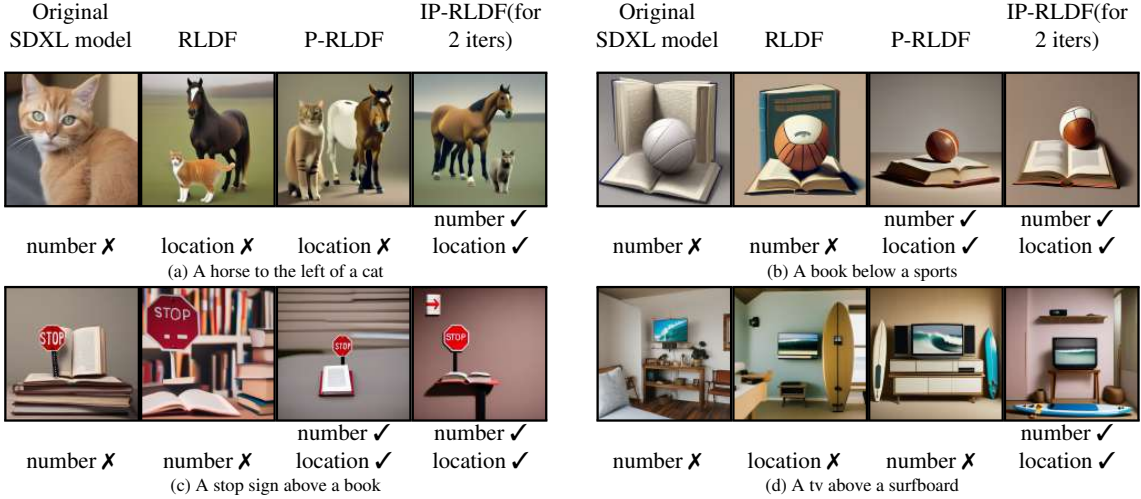 Original SDXL model
RLDF
P-RLDF
IP-RLDF(for 2 iters)
Original SDXL model
RLDF
P-RLDF
IP-RLDF(for 2 iters)
number ✗
location ✗
location ✗
number ✓
location ✓
(a) A horse to the left of a cat
number ✗
number ✗
number ✓
location ✓
number ✓
location ✓
(b) A book below a sports
STOP
STOP
STOP
STOP
number ✗
number ✗
number ✓
location ✓
number ✓
location ✓
(c) A stop sign above a book
number ✗
location ✗
number ✗
number ✓
location ✓
(d) A tv above a surfboard